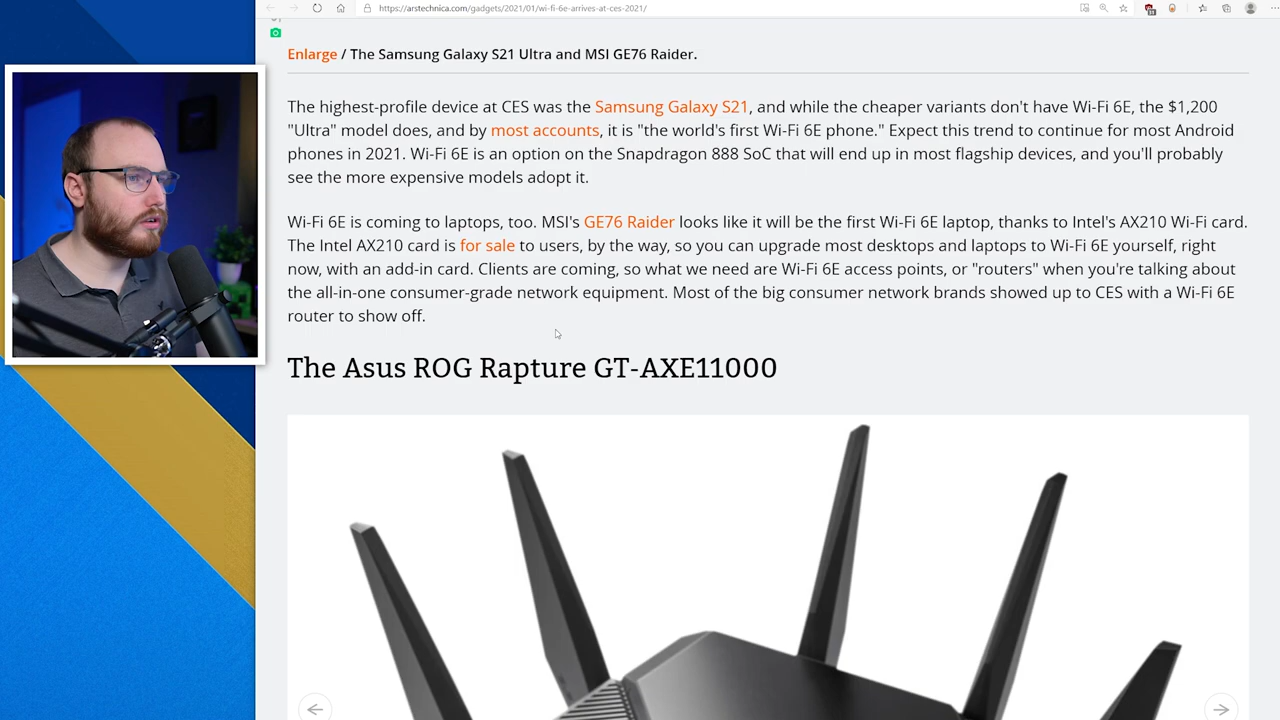 https://arstechnica.com/gadgets/2021/01/wi-fi-6e-arrives-at-ces-2021/
Enlarge / The Samsung Galaxy S21 Ultra and MSI GE76 Raider.
The highest-profile device at CES was the Samsung Galaxy S21, and while the cheaper variants don't have Wi-Fi 6E, the $1,200
"Ultra" model does, and by most accounts, it is "the world's first Wi-Fi 6E phone." Expect this trend to continue for most Android
phones in 2021. Wi-Fi 6E is an option on the Snapdragon 888 SoC that will end up in most flagship devices, and you'll probably
see the more expensive models adopt it.
Wi-Fi 6E is coming to laptops, too. MSI's GE76 Raider looks like it will be the first Wi-Fi 6E laptop, thanks to Intel's AX210 Wi-Fi card.
The Intel AX210 card is for sale to users, by the way, so you can upgrade most desktops and laptops to Wi-Fi 6E yourself, right
now, with an add-in card. Clients are coming, so what we need are Wi-Fi 6E access points, or "routers" when you're talking about
the all-in-one consumer-grade network equipment. Most of the big consumer network brands showed up to CES with a Wi-Fi 6E
router to show off.
The Asus ROG Rapture GT-AXE11000